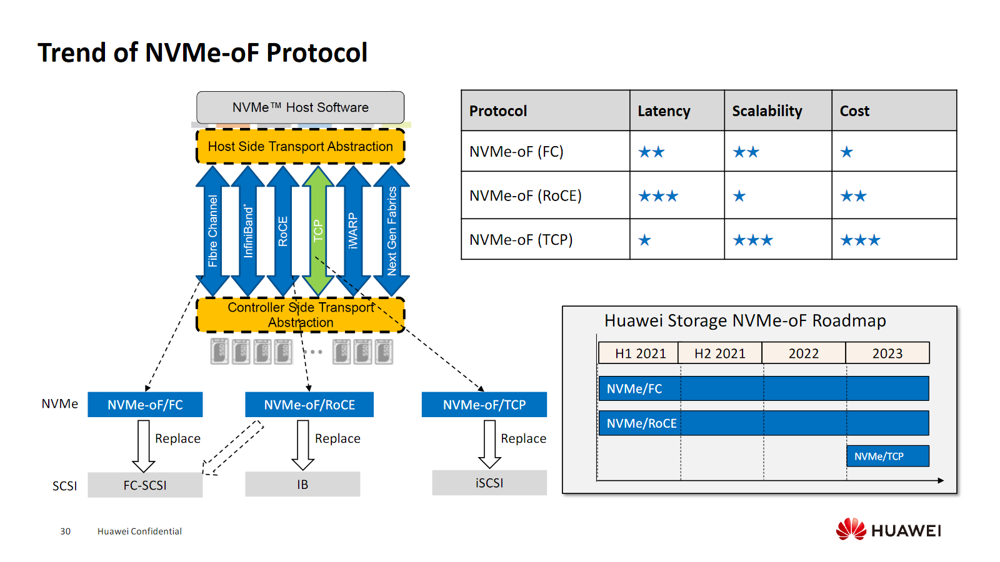 Trend of NVMe-oF Protocol
NVMe™ Host Software
Host Side Transport Abstraction
Fibre Channel
InfiniBand*
RoCE
TCP
iWARP
Next Gen Fabrics
Controller Side Transport
Abstraction
SSD SSD SSD SSD ... SSD SSD SSD
NVMe
NVMe-oF/FC
NVMe-oF/RoCE
NVMe-oF/TCP
Replace
Replace
Replace
SCSI
FC-SCSI
IB
iSCSI
Protocol Latency Scalability Cost
NVMe-oF (FC) ★★ ★★ ★
NVMe-oF (RoCE) ★★★ ★ ★★
NVMe-oF (TCP) ★ ★★★ ★★★
Huawei Storage NVMe-oF Roadmap
H1 2021 H2 2021 2022 2023
NVMe/FC
NVMe/RoCE
NVMe/TCP
30 Huawei Confidential
HUAWEI